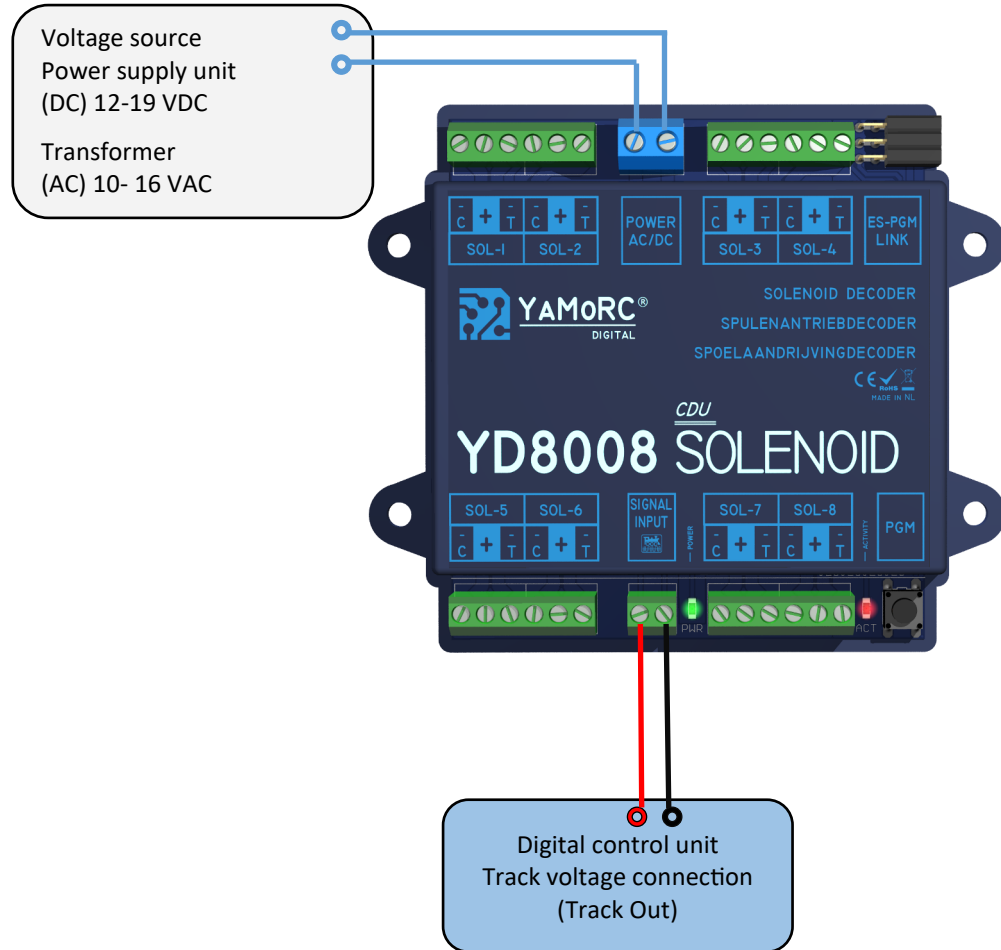 Voltage source
Power supply unit
(DC) 12-19 VDC
Transformer
(AC) 10- 16 VAC
- C + - T - C + - T
SOL-1 SOL-2
POWER
AC/DC
- C + - T - C + - T
SOL-3 SOL-4
ES-PGM
LINK
YAMORC®
DIGITAL
SOLENOID DECODER
SPULENANTRIEBDECODER
SPOELAANDRIJVINGDECODER
CE RoHS
MADE IN NL
CDU
YD8008 SOLENOID
SOL-5 SOL-6
- C + - T - C + - T
SIGNAL
INPUT
POWER
SOL-7 SOL-8
- C + - T - C + - T
ACTIVITY
PGM
PWR
ACT
Digital control unit
Track voltage connection
(Track Out)